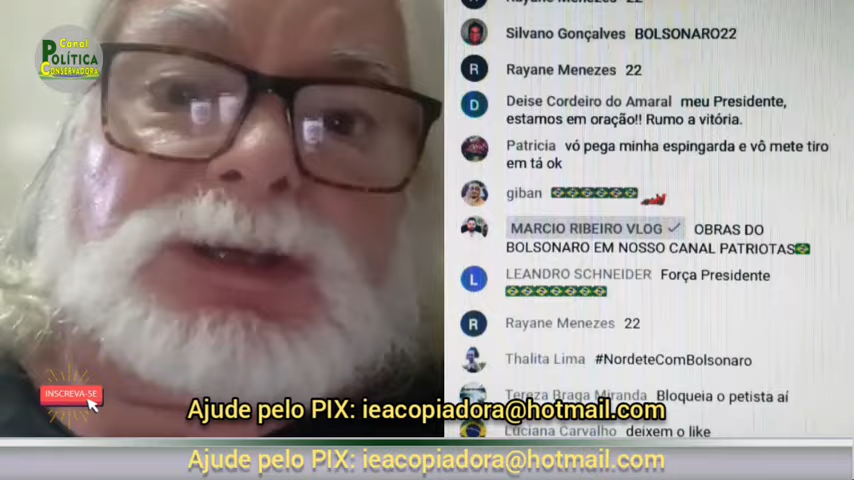 Canal
POLÍTICA
CONSERVADORA
22
Silvano Gonçalves BOLSONARO22
Rayane Menezes 22
Deise Cordeiro do Amaral meu Presidente,
estamos em oração!! Rumo a vitória.
Patricia vó pega minha espingarda e vô mete tiro
em tá ok
giban
MARCIO RIBEIRO VLOG OBRAS DO
BOLSONARO EM NOSSO CANAL PATRIOTAS
LEANDRO SCHNEIDER Força Presidente
Rayane Menezes 22
Thalita Lima #NordeteComBolsonaro
Tereza Braga Miranda Bloqueia o petista aí
Luciana Carvalho deixem o like
INSCREVA-SE
Ajude pelo PIX: ieacopiadora@hotmail.com
Ajude pelo PIX: ieacopiadora@hotmail.com